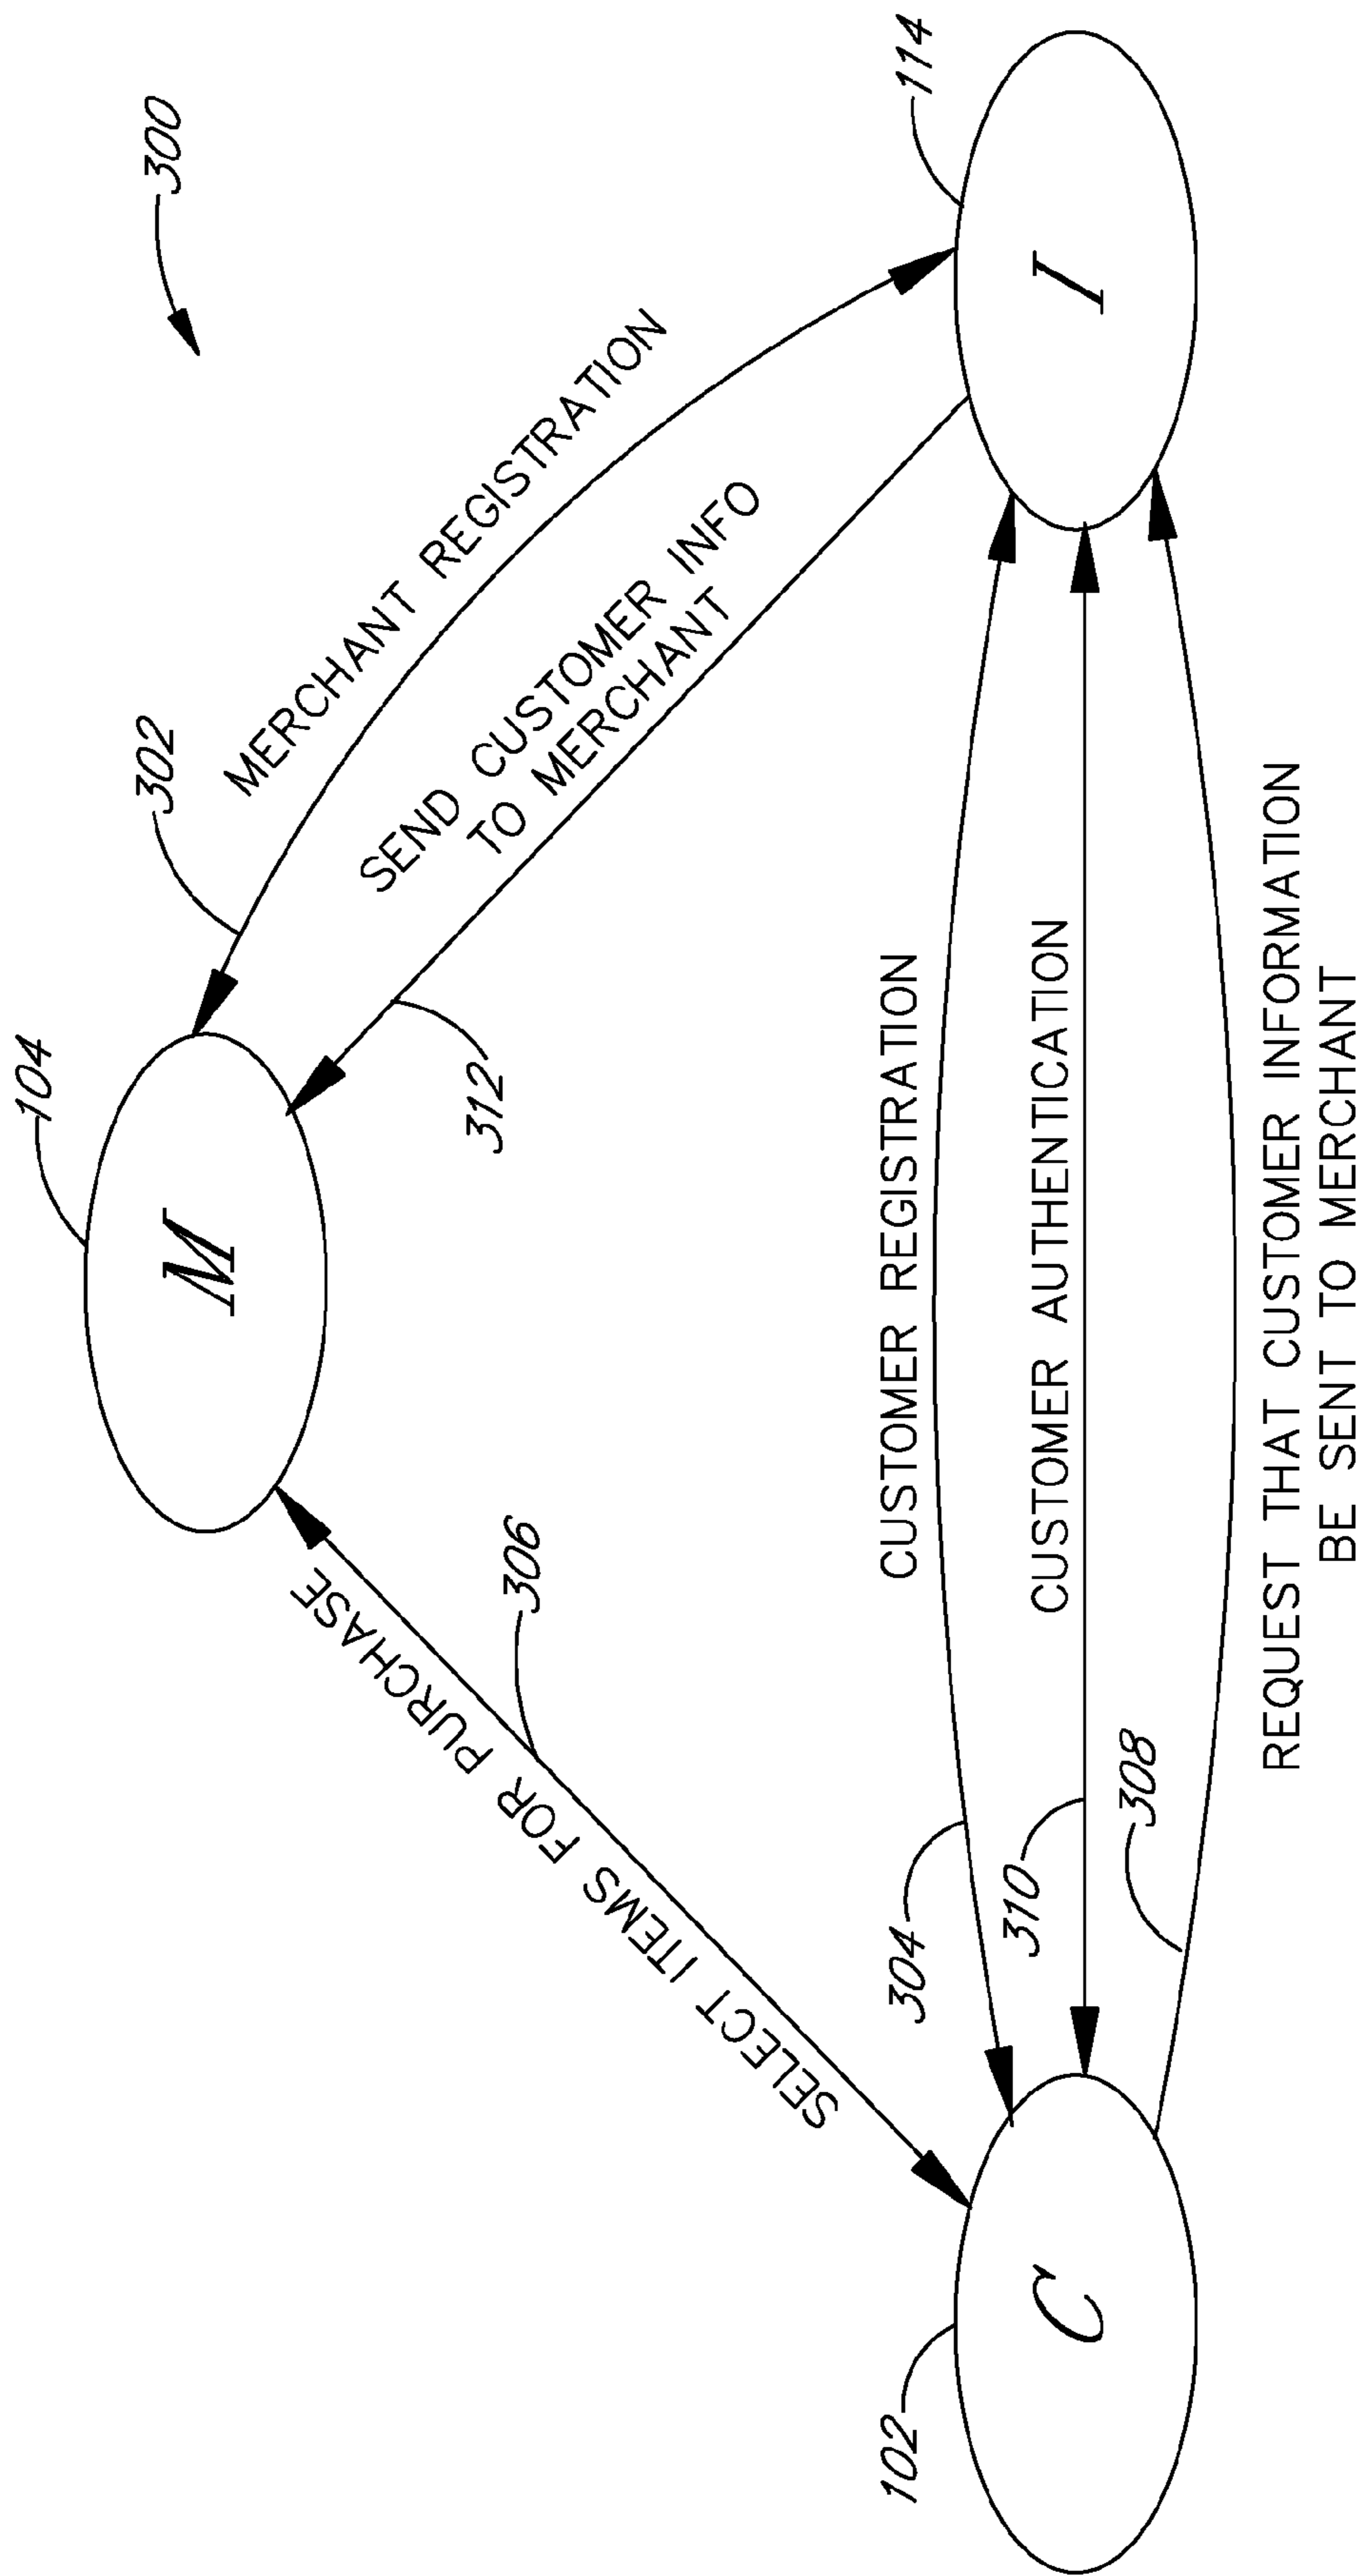 300
104
M
302
MERCHANT REGISTRATION
SEND CUSTOMER INFO
TO MERCHANT
312
SELECT ITEMS FOR PURCHASE
306
114
I
102
C
CUSTOMER REGISTRATION
304
CUSTOMER AUTHENTICATION
310
308
REQUEST THAT CUSTOMER INFORMATION
BE SENT TO MERCHANT